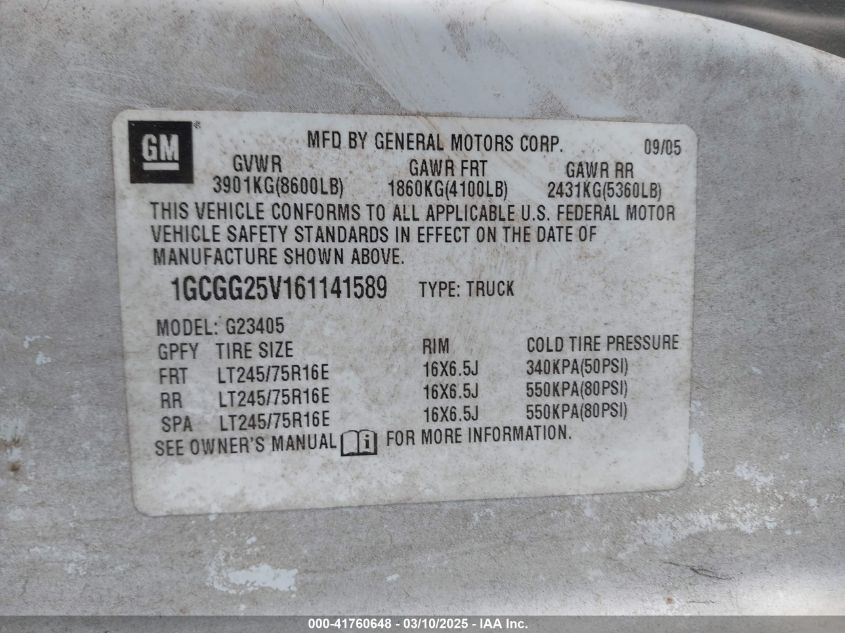 GM®
MFD BY GENERAL MOTORS CORP. 09/05
GVWR GAWR FRT GAWR RR
3901KG(8600LB) 1860KG(4100LB) 2431KG(5360LB)
THIS VEHICLE CONFORMS TO ALL APPLICABLE U.S. FEDERAL MOTOR
VEHICLE SAFETY STANDARDS IN EFFECT ON THE DATE OF
MANUFACTURE SHOWN ABOVE.
1GCGG25V161141589 TYPE: TRUCK
MODEL: G23405
GPFY TIRE SIZE RIM COLD TIRE PRESSURE
FRT LT245/75R16E 16X6.5J 340KPA(50PSI)
RR LT245/75R16E 16X6.5J 550KPA(80PSI)
SPA LT245/75R16E 16X6.5J 550KPA(80PSI)
SEE OWNER'S MANUAL i FOR MORE INFORMATION.
000-41760648 - 03/10/2025 - IAA Inc.